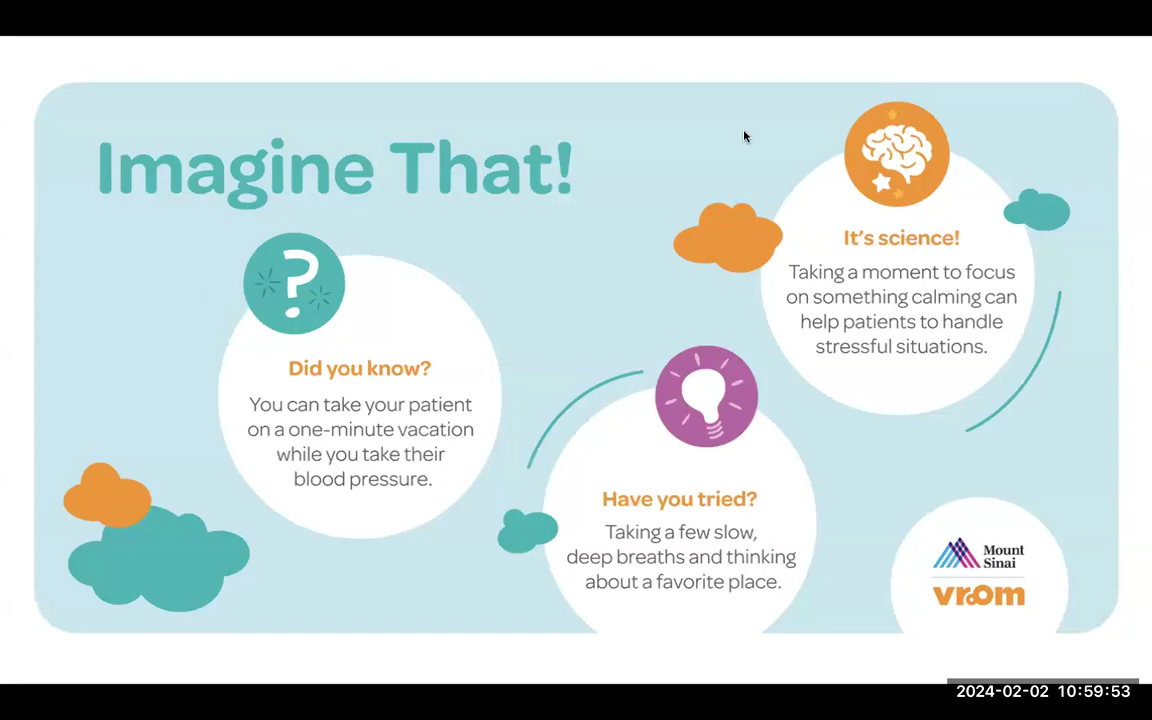 Imagine That!
?
Did you know?
You can take your patient
on a one-minute vacation
while you take their
blood pressure.
Have you tried?
Taking a few slow,
deep breaths and thinking
about a favorite place.
It's science!
Taking a moment to focus
on something calming can
help patients to handle
stressful situations.
Mount
Sinai
vroom
2024-02-02 10:59:53